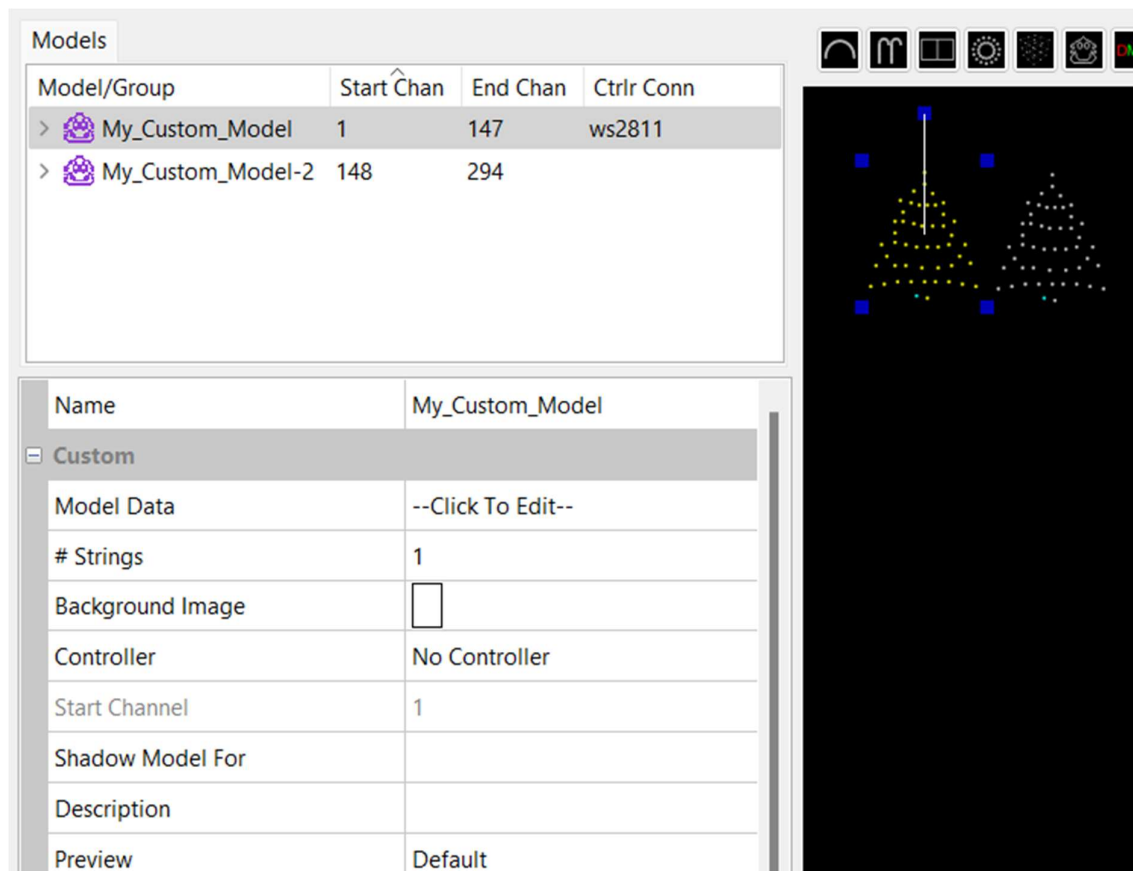 Models
Model/Group Start Chan End Chan Ctrlr Conn
My_Custom_Model 1 147 ws2811
My_Custom_Model-2 148 294
Name My_Custom_Model
Custom
Model Data --Click To Edit--
# Strings 1
Background Image
Controller No Controller
Start Channel 1
Shadow Model For
Description
Preview Default